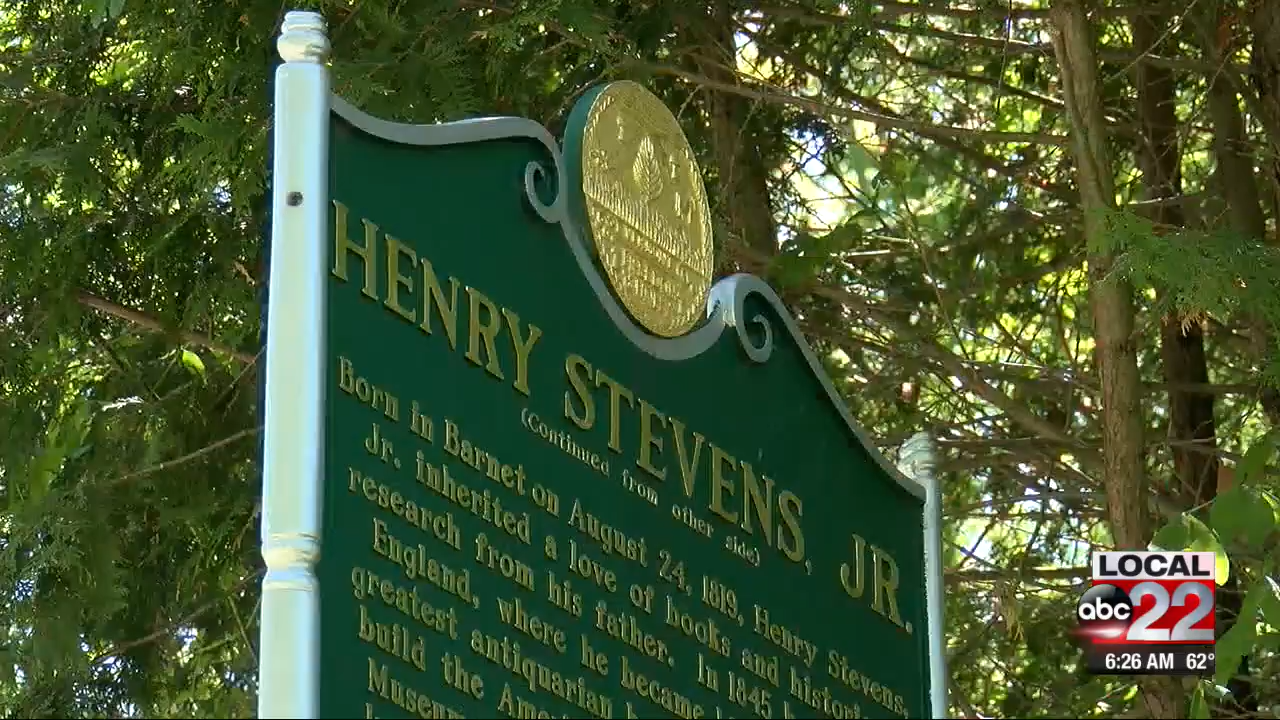 HENRY STEVENS, JR.
(Continued from other side)
Born in Barnet on August 24, 1819, Henry Stevens,
Jr. inherited a love of books and
research from his father. In 1845
England, where he became
greatest antiquarian
build the
LOCAL
abc 22
6:26 AM 62°